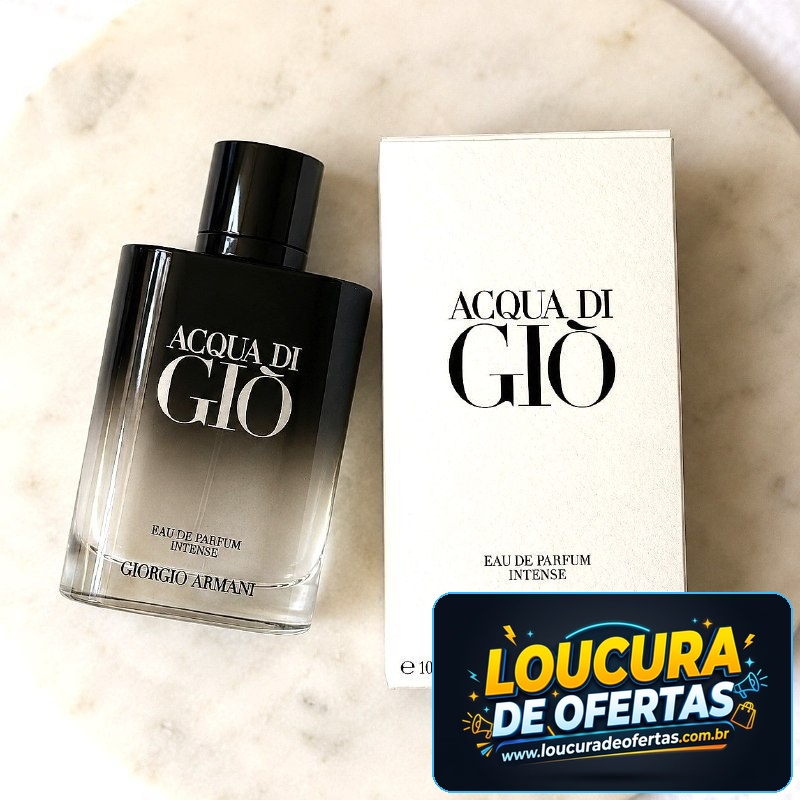 ACQUA DI
GIÒ
EAU DE PARFUM
INTENSE
GIORGIO ARMANI
ACQUA DI
GIÒ
EAU DE PARFUM
INTENSE
℮ 10
LOUCURA
DE OFERTAS
www.loucuradeofertas.com.br